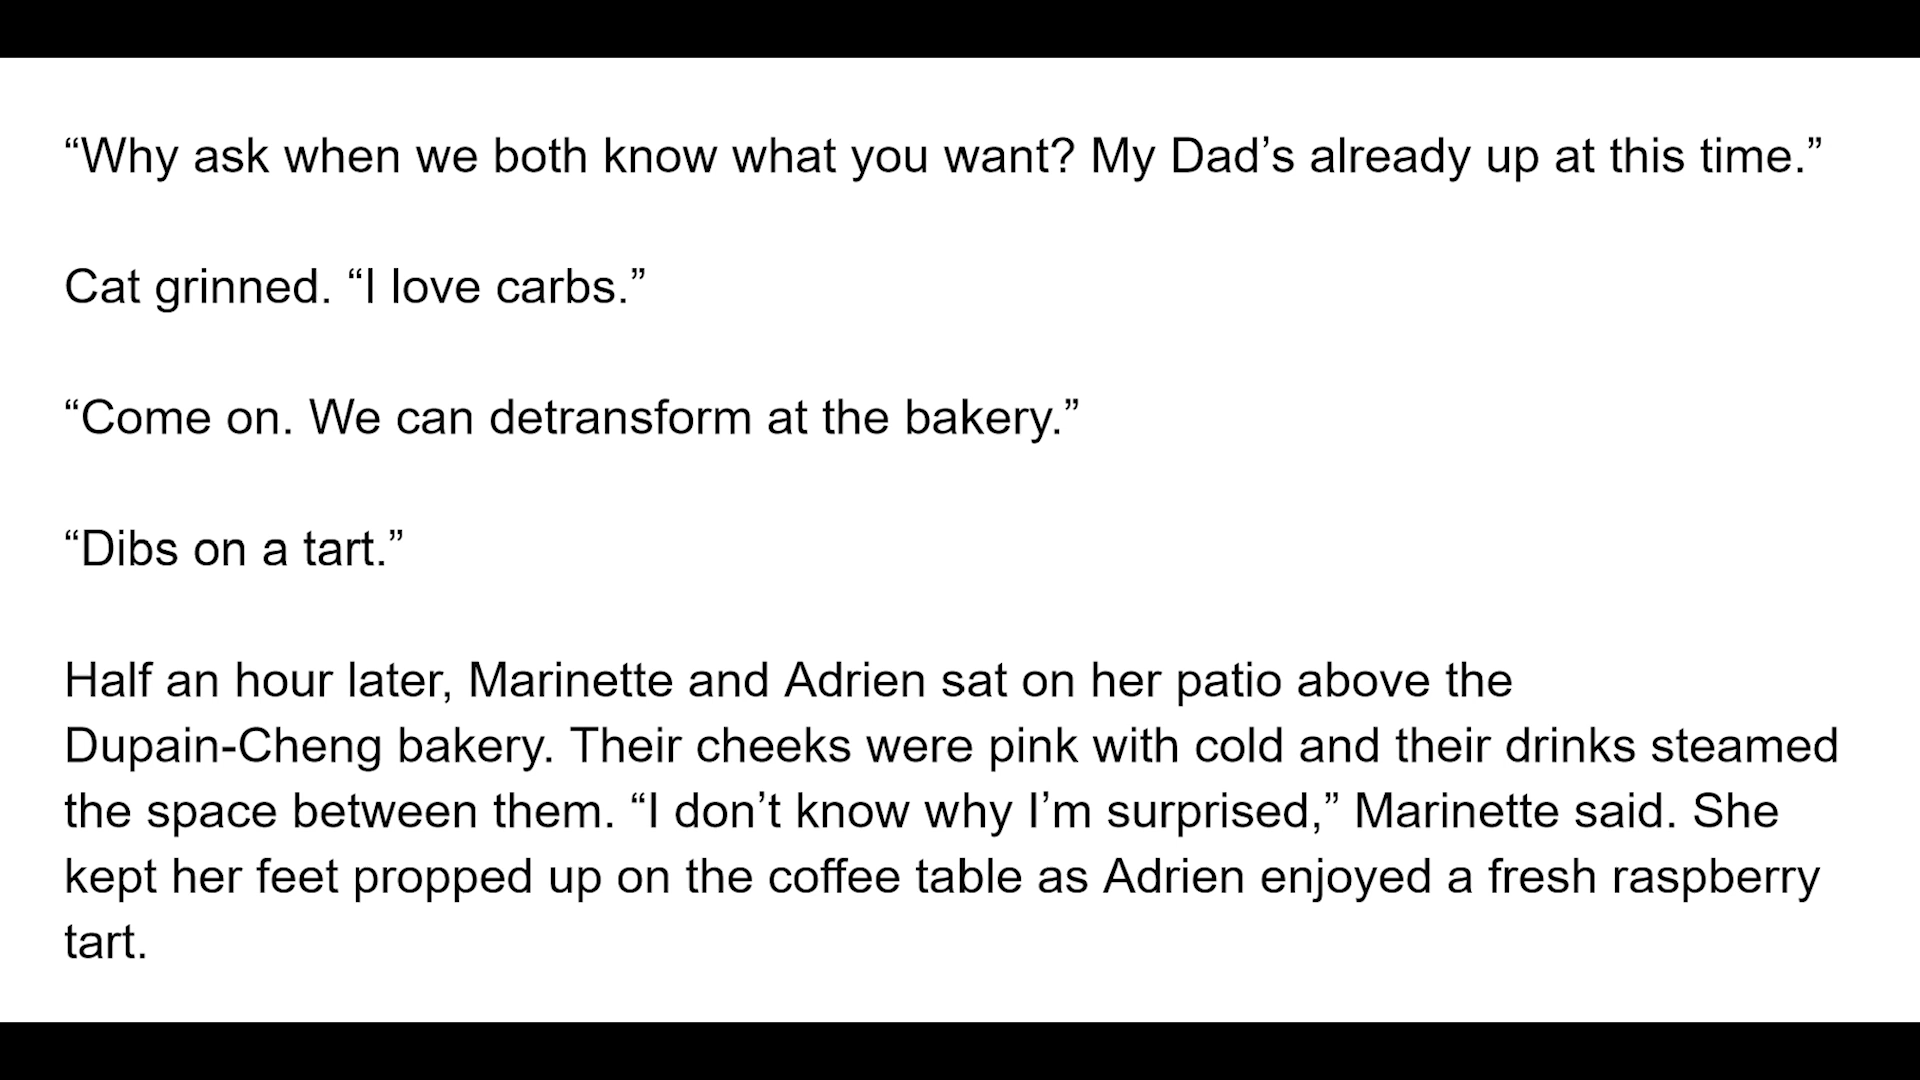 “Why ask when we both know what you want? My Dad’s already up at this time.”
Cat grinned. “I love carbs.”
“Come on. We can detransform at the bakery.”
“Dibs on a tart.”
Half an hour later, Marinette and Adrien sat on her patio above the
Dupain-Cheng bakery. Their cheeks were pink with cold and their drinks steamed
the space between them. “I don’t know why I’m surprised,” Marinette said. She
kept her feet propped up on the coffee table as Adrien enjoyed a fresh raspberry
tart.